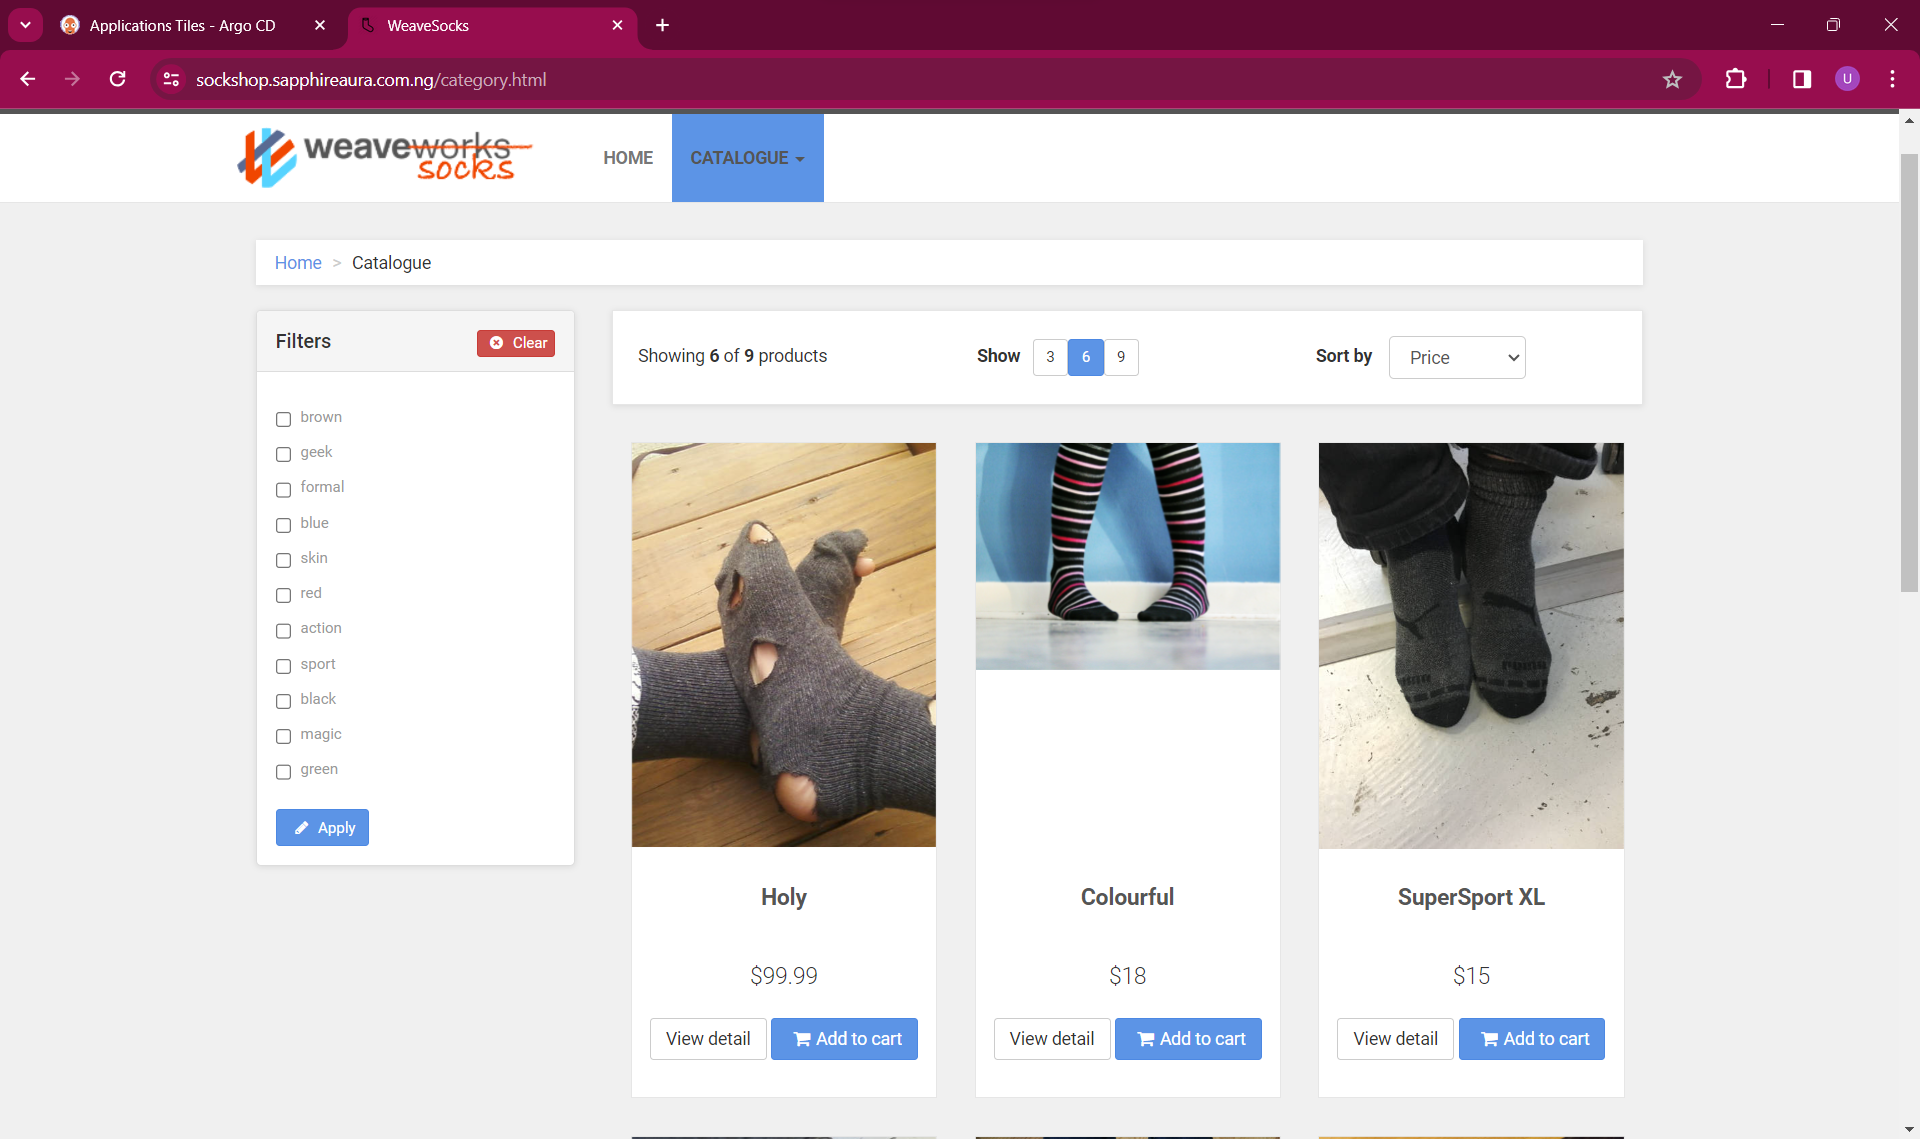 Applications Tiles - Argo CD
WeaveSocks
sockshop.sapphireaura.com.ng/category.html
U
weaveworks
socks
HOME
CATALOGUE
Home > Catalogue
Filters
Clear
brown
geek
formal
blue
skin
red
action
sport
black
magic
green
Apply
Showing 6 of 9 products
Show 3 6 9
Sort by Price
Holy
$99.99
View detail
Add to cart
Colourful
$18
View detail
Add to cart
SuperSport XL
$15
View detail
Add to cart